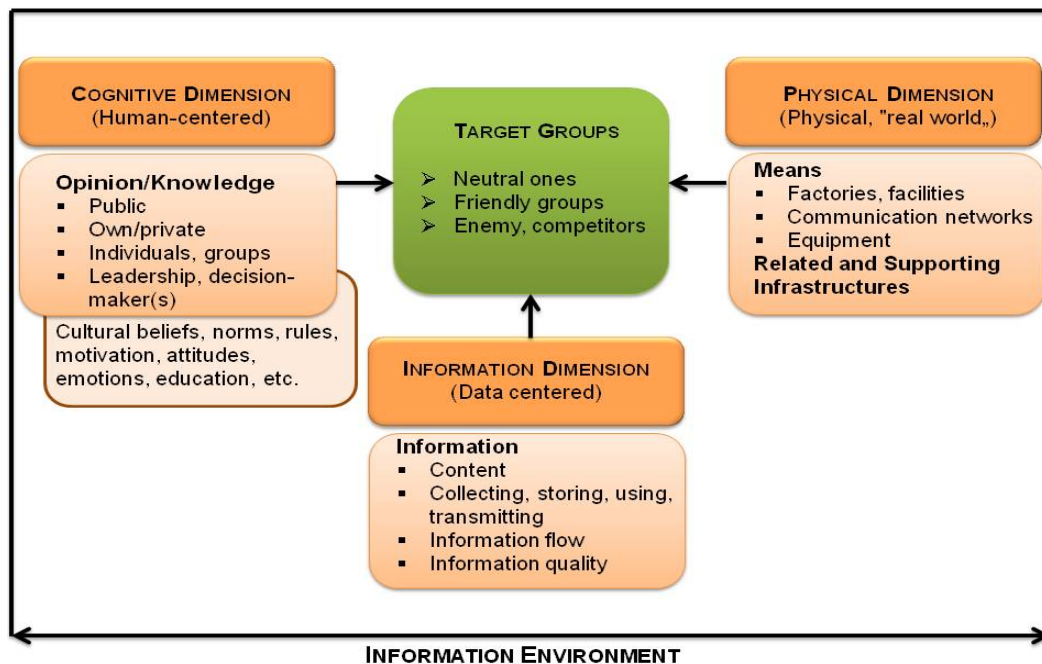 COGNITIVE DIMENSION
(Human-centered)
Opinion/Knowledge
▪ Public
▪ Own/private
▪ Individuals, groups
▪ Leadership, decision-
maker(s)
Cultural beliefs, norms, rules,
motivation, attitudes,
emotions, education, etc.
TARGET GROUPS
➢ Neutral ones
➢ Friendly groups
➢ Enemy, competitors
PHYSICAL DIMENSION
(Physical, "real world„)
Means
▪ Factories, facilities
▪ Communication networks
▪ Equipment
Related and Supporting
Infrastructures
INFORMATION DIMENSION
(Data centered)
Information
▪ Content
▪ Collecting, storing, using,
transmitting
▪ Information flow
▪ Information quality
INFORMATION ENVIRONMENT